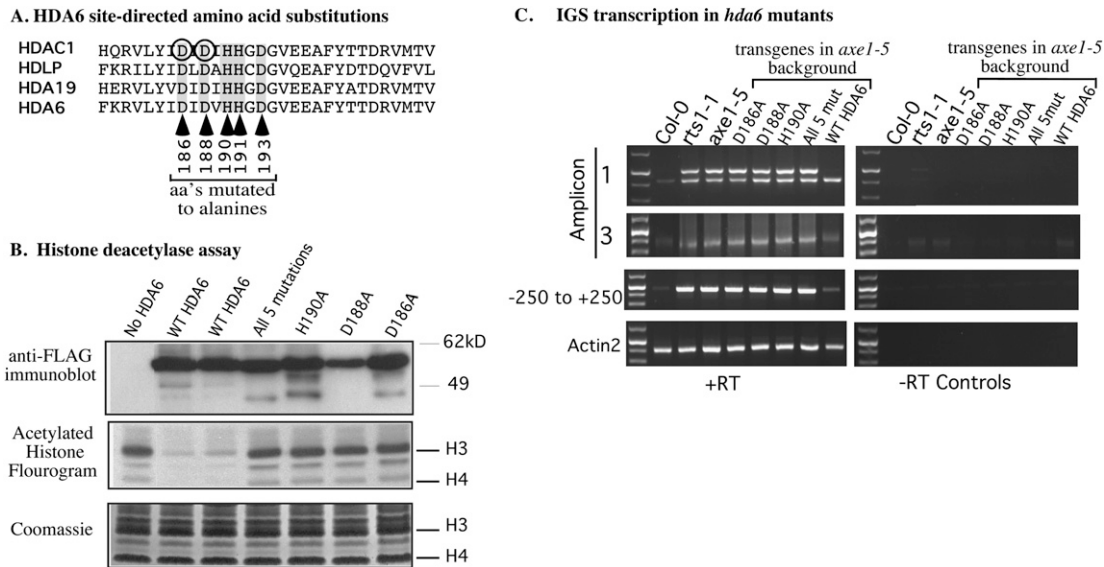 A. HDA6 site-directed amino acid substitutions
HDAC1 HQRVLYIDIDIHHGDGVEEAFYTTDRVMTV
HDLP FKRILYIDLDAHHCDGVQEAFYDTDQVFVL
HDA19 HERVLYVDIDIHHGDGVEEAFYATDRVMTV
HDA6 FKRVLYIDIDVHHGDGVEEAFYTTDRVMTV
186 188 190 191 193
aa's mutated
to alanines
B. Histone deacetylase assay
No HDA6 WT HDA6 WT HDA6 All 5 mutations H190A D188A D186A
anti-FLAG
immunoblot
62kD
49
Acetylated
Histone
Flourogram
H3
H4
Coomassie
H3
H4
C. IGS transcription in hda6 mutants
transgenes in axe1-5
background
Col-0 rts1-1 axe1-5 D186A D188A H190A All 5 mut WT HDA6
transgenes in axe1-5
background
Col-0 rts1-1 axe1-5 D186A D188A H190A All 5mut WT HDA6
Amplicon
1
3
-250 to +250
Actin2
+RT
-RT Controls